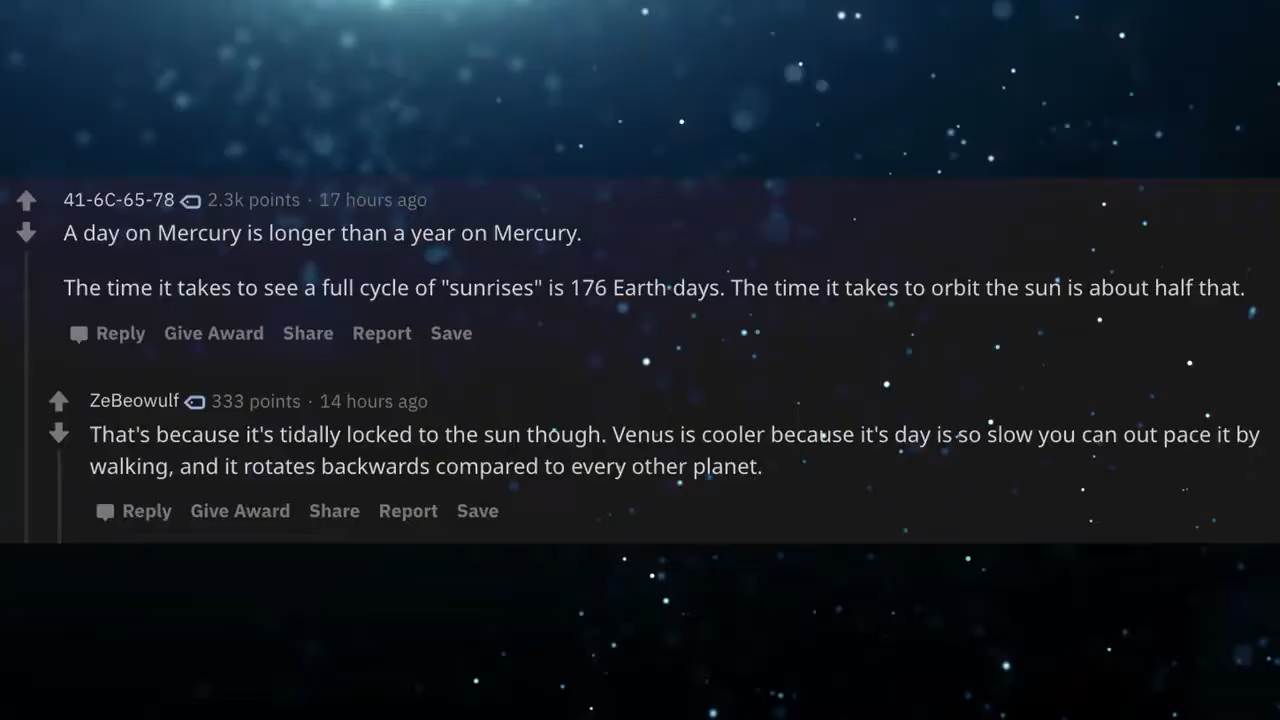 41-6C-65-78 2.3k points · 17 hours ago
A day on Mercury is longer than a year on Mercury.
The time it takes to see a full cycle of "sunrises" is 176 Earth days. The time it takes to orbit the sun is about half that.
Reply Give Award Share Report Save
ZeBeowulf 333 points · 14 hours ago
That's because it's tidally locked to the sun though. Venus is cooler because it's day is so slow you can out pace it by
walking, and it rotates backwards compared to every other planet.
Reply Give Award Share Report Save